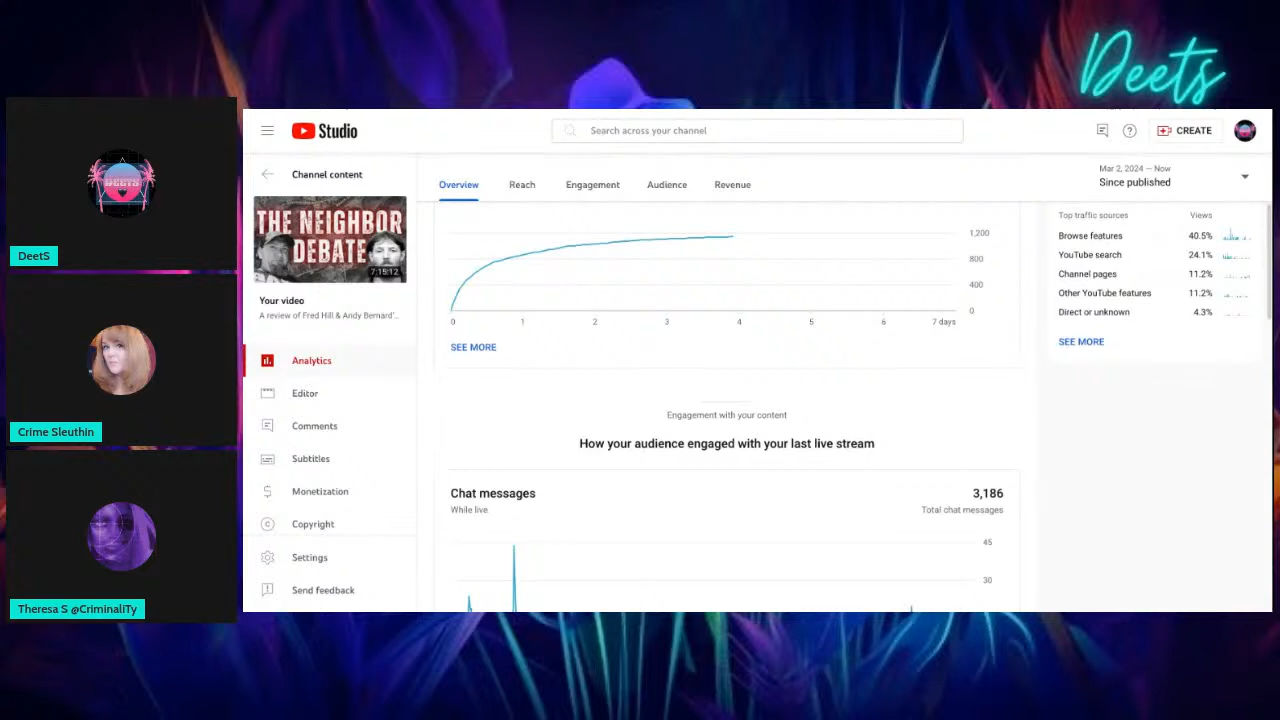 Deets
DEETS
DeetS
Crime Sleuthin
Theresa S @CriminaliTy
Studio
Search across your channel
CREATE
Channel content
THE NEIGHBOR
DEBATE
7:15:12
Your video
A review of Fred Hill & Andy Bernard'...
Analytics
Editor
Comments
Subtitles
Monetization
Copyright
Settings
Send feedback
Overview
Reach
Engagement
Audience
Revenue
Mar 2, 2024 — Now
Since published
1,200
800
400
0
0 1 2 3 4 5 6 7 days
SEE MORE
Engagement with your content
How your audience engaged with your last live stream
Chat messages
3,186
While live
Total chat messages
45
30
Top traffic sources Views
Browse features 40.5%
YouTube search 24.1%
Channel pages 11.2%
Other YouTube features 11.2%
Direct or unknown 4.3%
SEE MORE